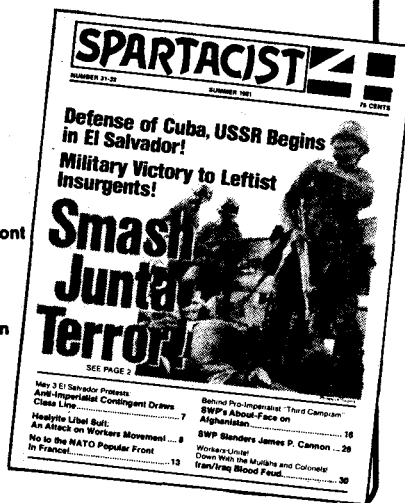 SPARTACIST
NUMBER 31-32
SUMMER 1981
75 CENTS
Defense of Cuba, USSR Begins
in El Salvador!
Military Victory to Leftist
Insurgents!
ont
Smash
Junta
Terror!
n
SEE PAGE 2
May 3 El Salvador Protests:
Anti-Imperialist Contingent Draws
Class Line 7
Healyite Libel Suit:
An Attack on Workers Movement 8
No to the NATO Popular Front
In France! 13
Behind Pro-Imperialist "Third Campism"
SWP's About-Face on
Afghanistan 16
SWP Slanders James P. Cannon 26
Workers Unite!
Down With the Mullahs and Colonels!
Iran/Iraq Blood Feud 30